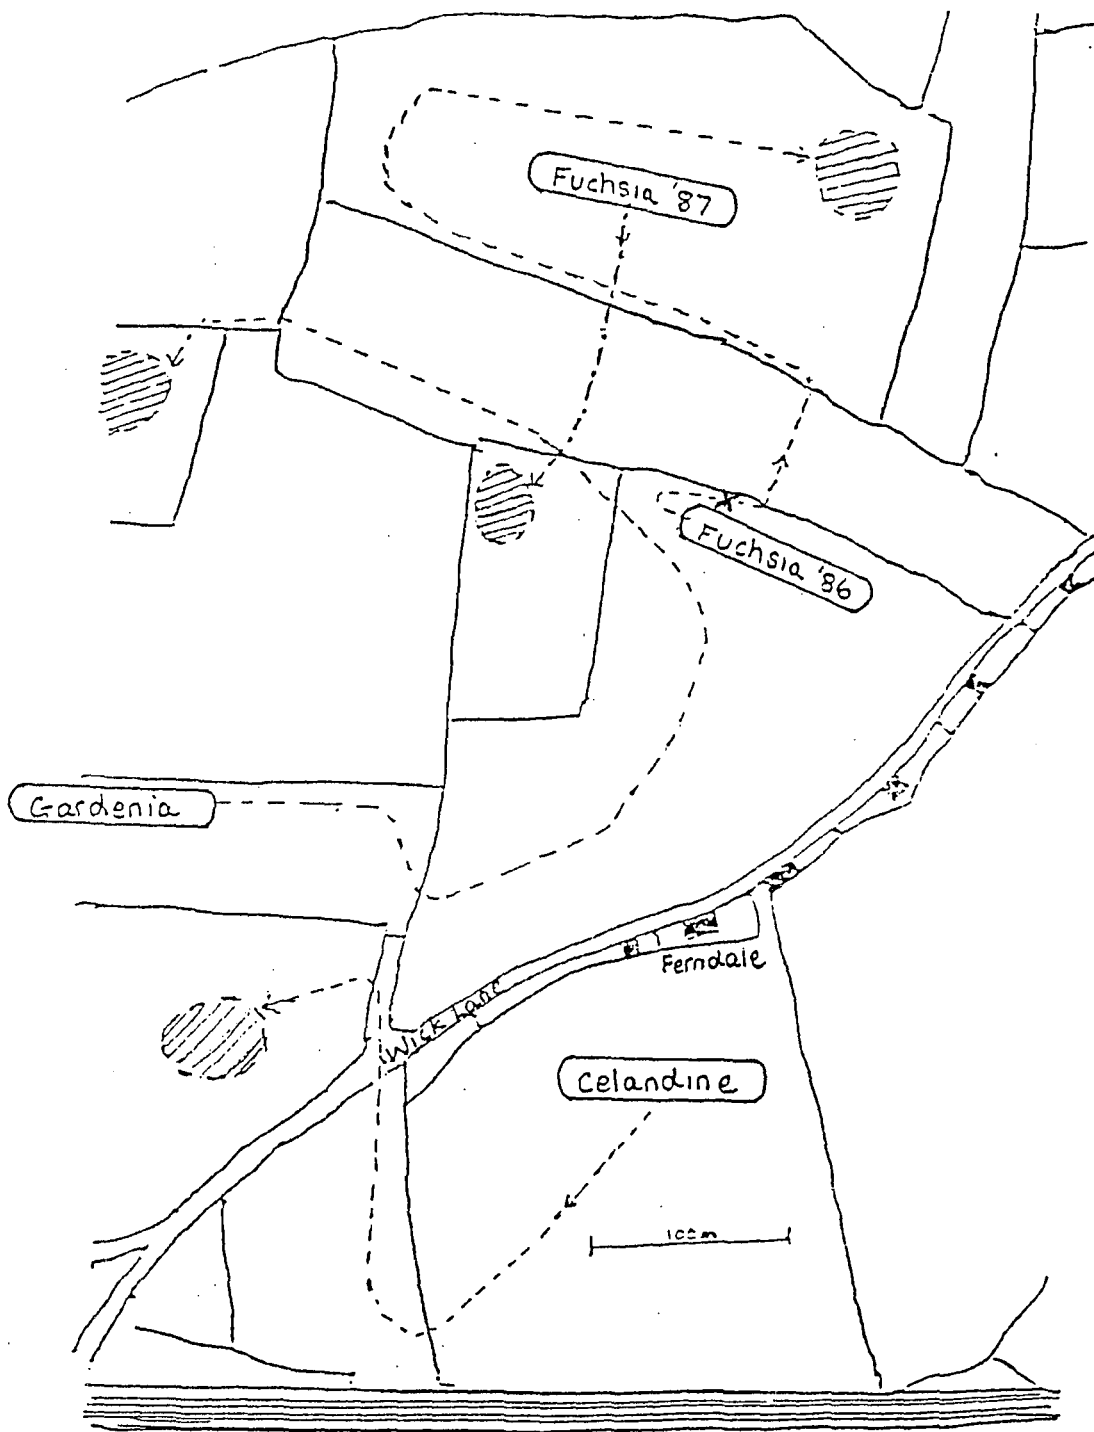 Fuchsia '87
Fuchsia '86
Gardenia
Ferndale
Wick Lane
Celandine
100m